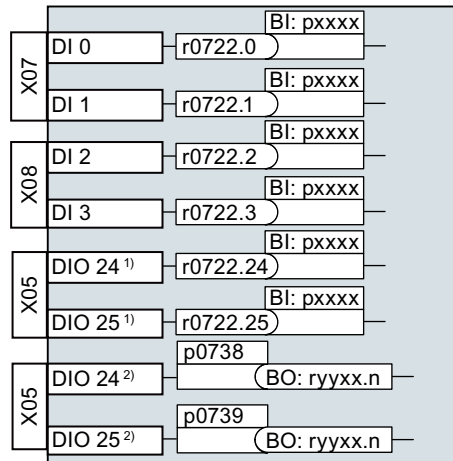 BI: pxxxx
X07 DI 0 r0722.0
BI: pxxxx
DI 1 r0722.1
BI: pxxxx
X08 DI 2 r0722.2
BI: pxxxx
DI 3 r0722.3
BI: pxxxx
X05 DIO 24 1) r0722.24
BI: pxxxx
DIO 25 1) r0722.25
p0738
X05 DIO 24 2) BO: ryyxx.n
p0739
DIO 25 2) BO: ryyxx.n